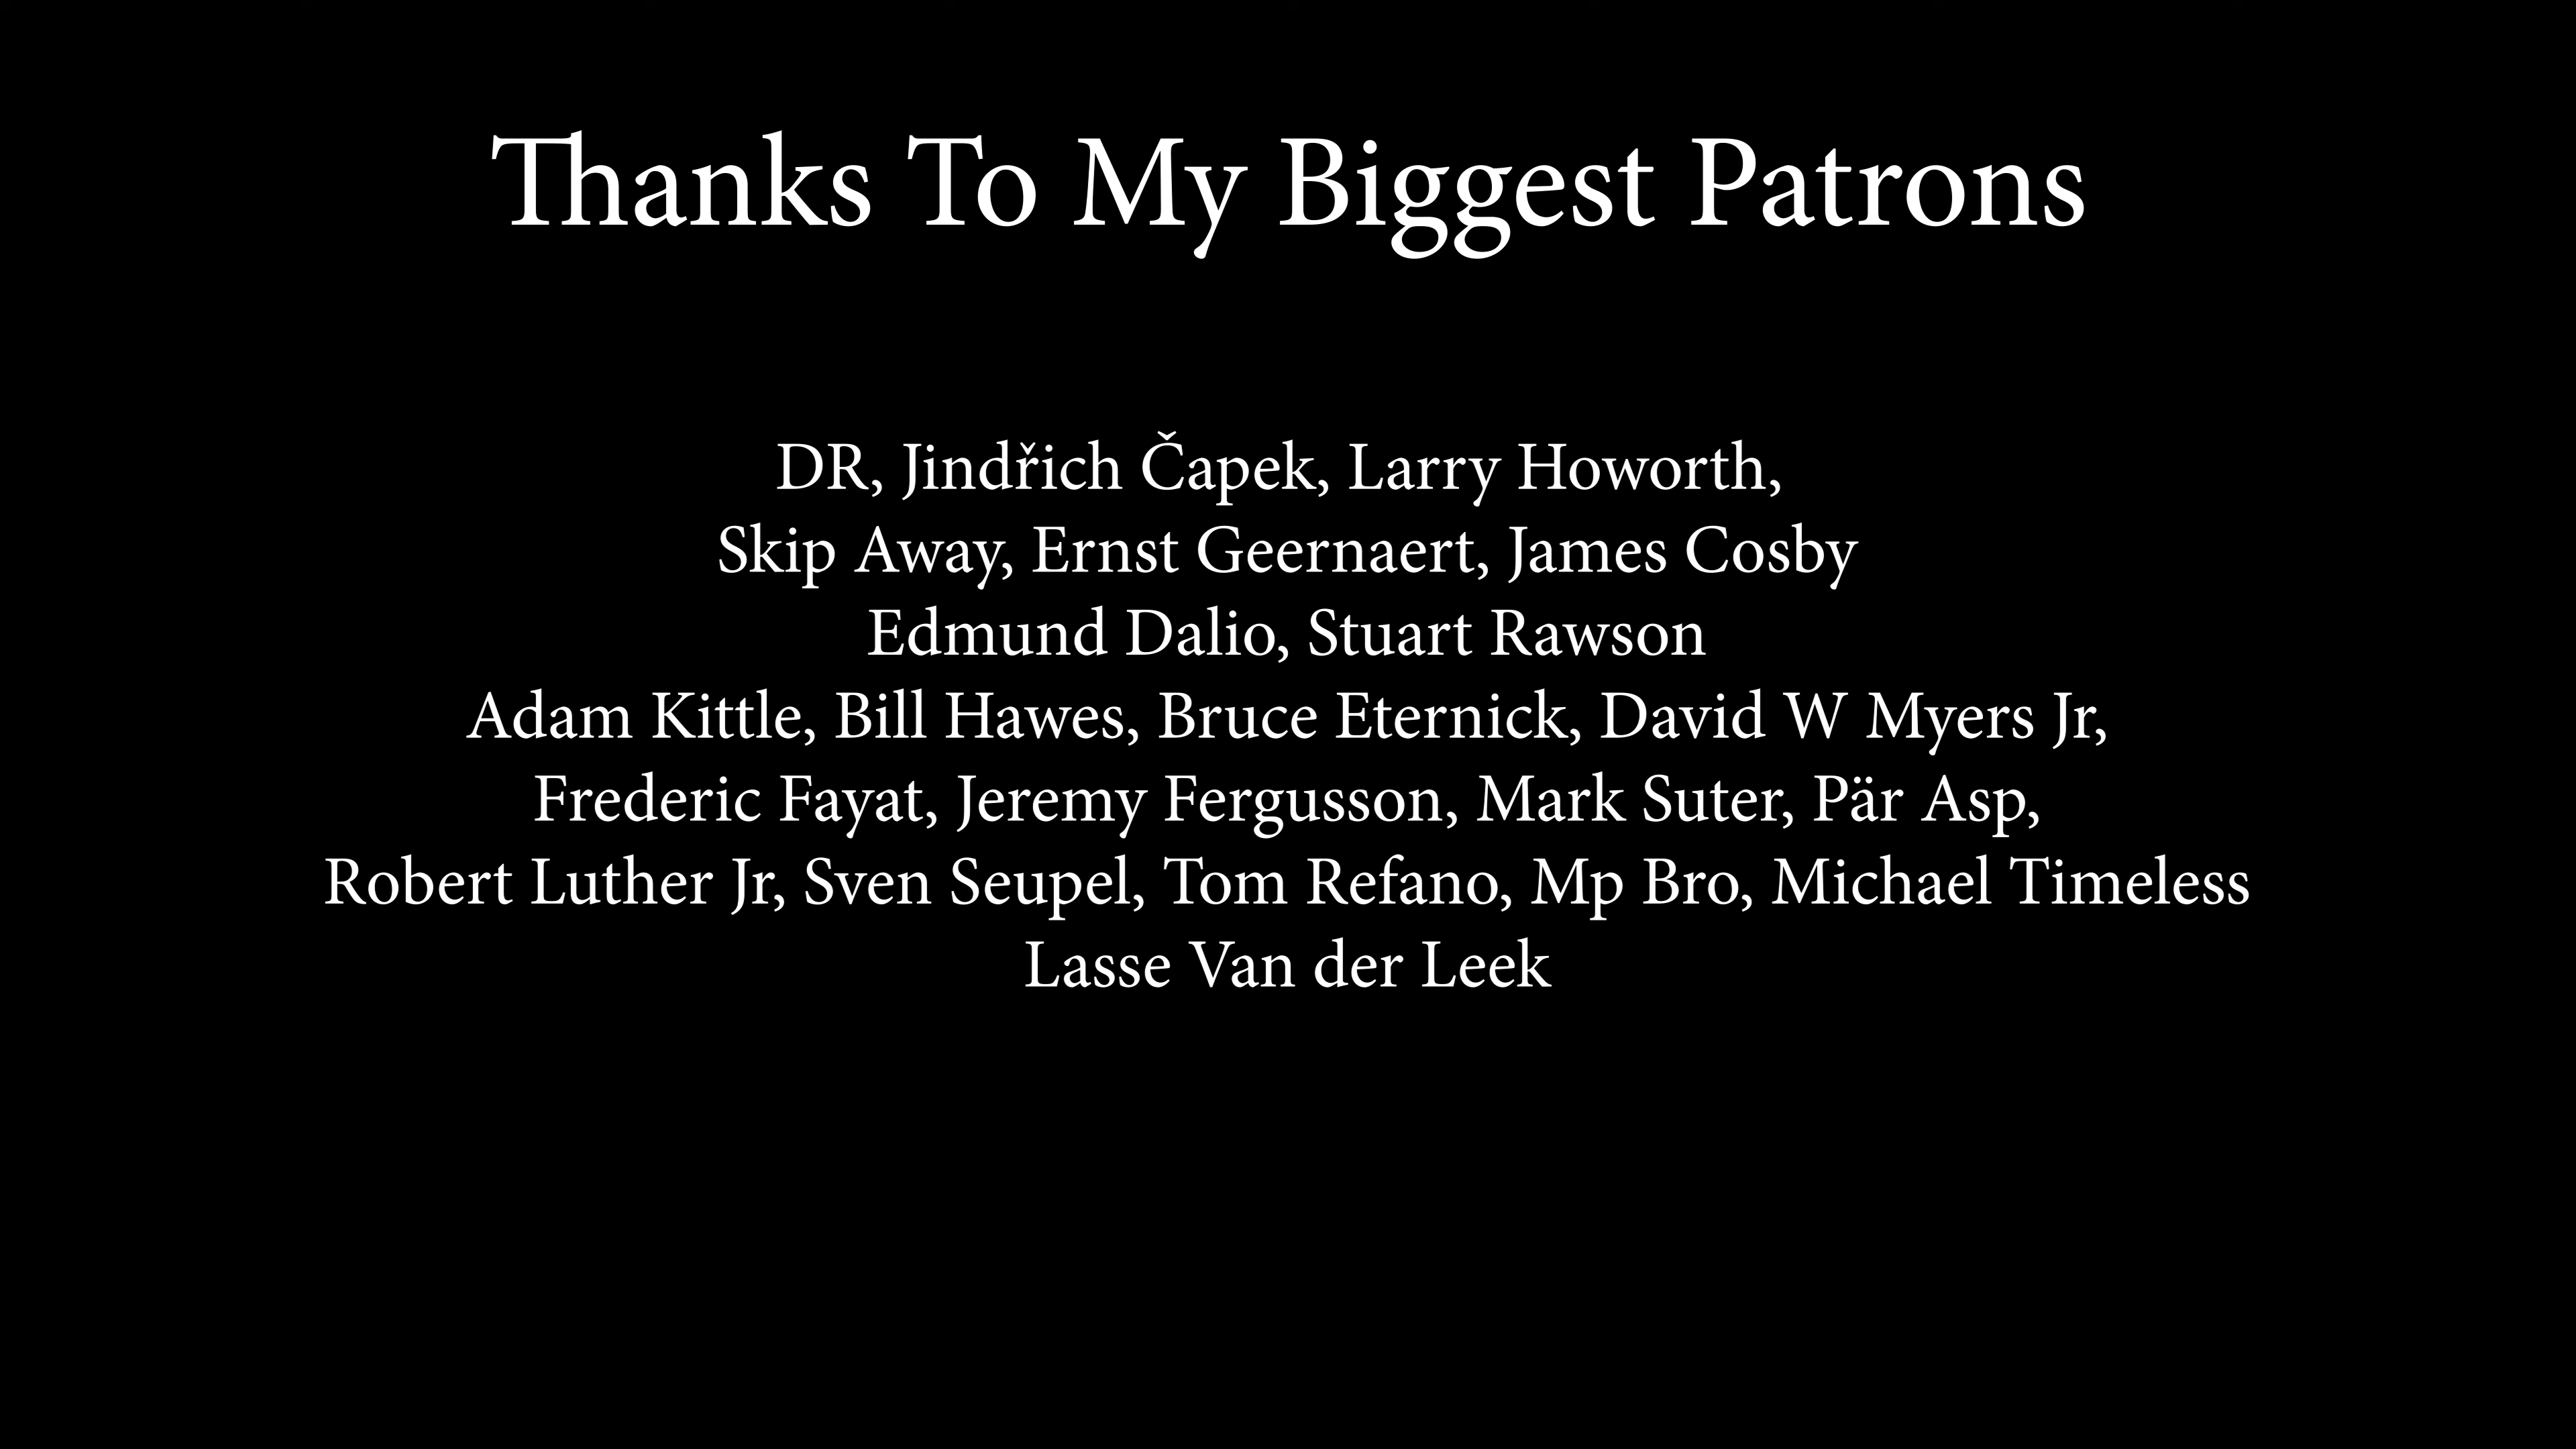 Thanks To My Biggest Patrons
DR, Jindřich Čapek, Larry Howorth,
Skip Away, Ernst Geernaert, James Cosby
Edmund Dalio, Stuart Rawson
Adam Kittle, Bill Hawes, Bruce Eternick, David W Myers Jr,
Frederic Fayat, Jeremy Fergusson, Mark Suter, Pär Asp,
Robert Luther Jr, Sven Seupel, Tom Refano, Mp Bro, Michael Timeless
Lasse Van der Leek